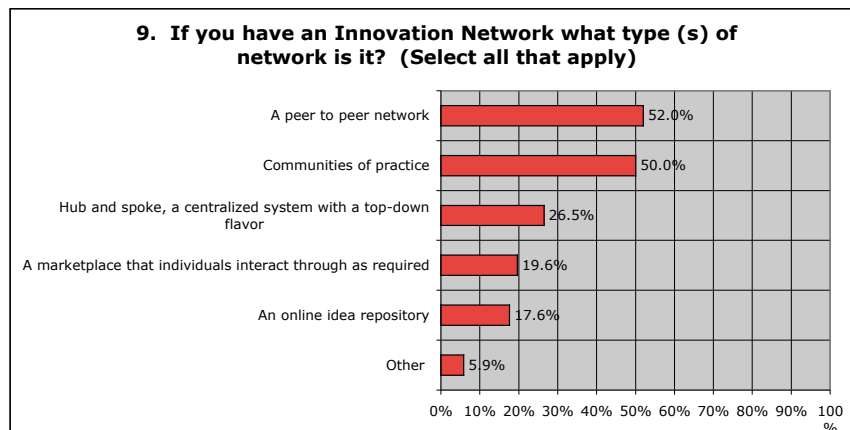 9. If you have an Innovation Network what type (s) of
network is it? (Select all that apply)
A peer to peer network
52.0%
Communities of practice
50.0%
Hub and spoke, a centralized system with a top-down
flavor
26.5%
A marketplace that individuals interact through as required
19.6%
An online idea repository
17.6%
Other
5.9%
0% 10% 20% 30% 40% 50% 60% 70% 80% 90% 100
%